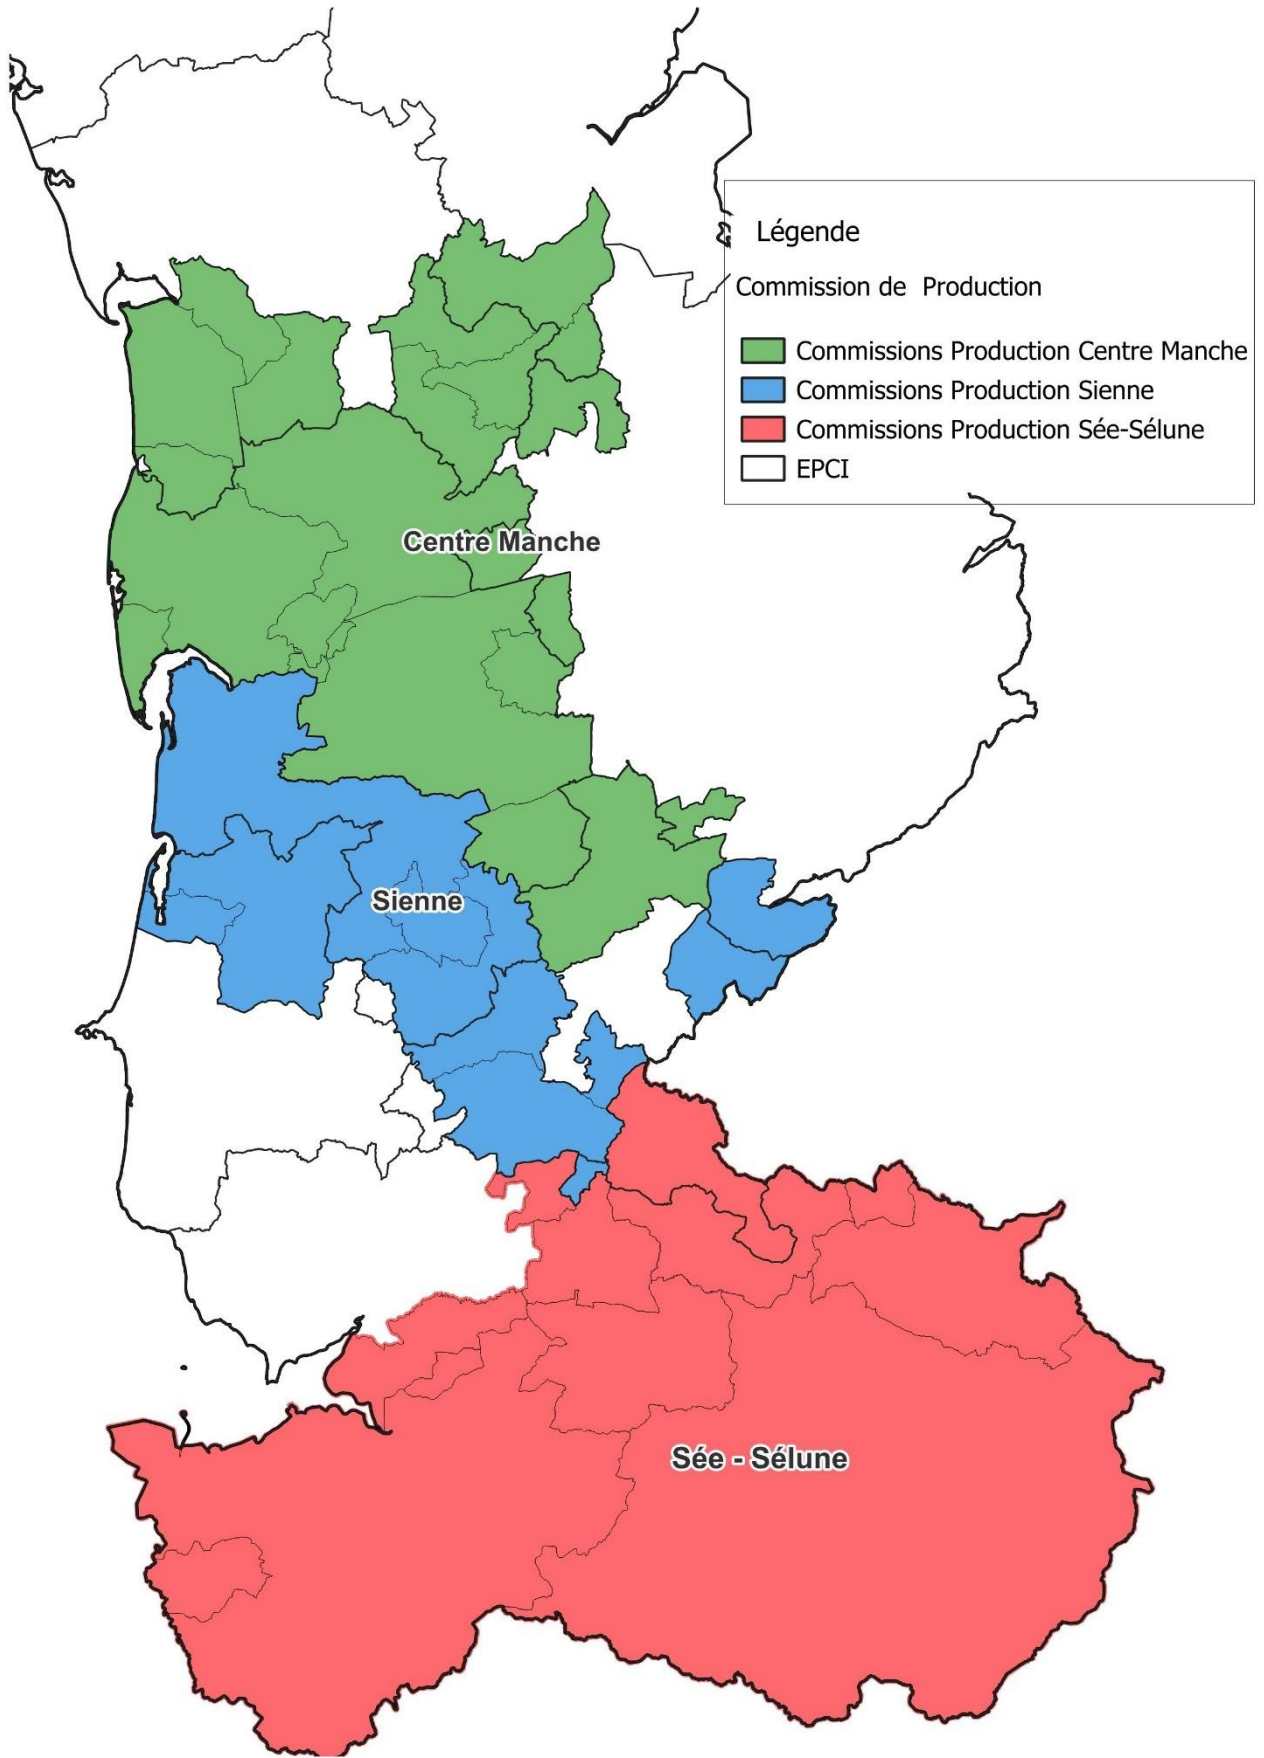 Légende
Commission de Production
Commissions Production Centre Manche
Commissions Production Sienne
Commissions Production Sée-Sélune
EPCI
Centre Manche
Sienne
Sée - Sélune